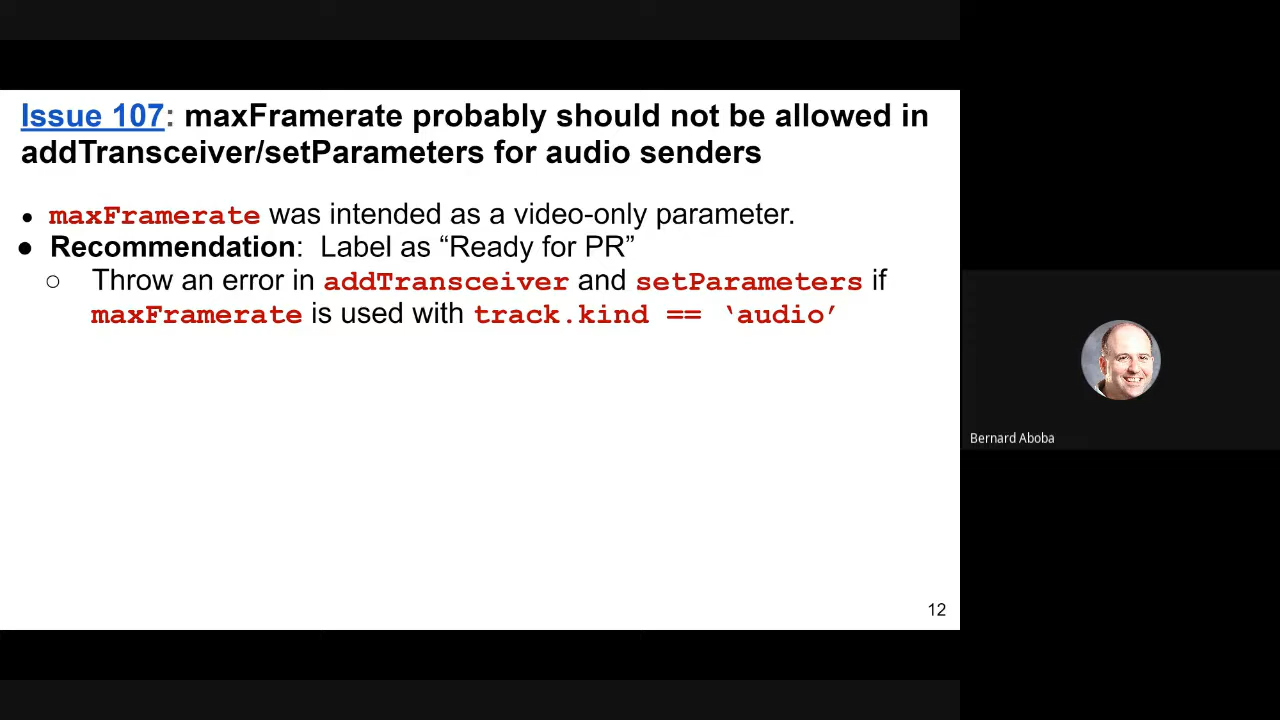 Issue 107: maxFramerate probably should not be allowed in
addTransceiver/setParameters for audio senders
● maxFramerate was intended as a video-only parameter.
● Recommendation: Label as “Ready for PR”
○ Throw an error in addTransceiver and setParameters if
maxFramerate is used with track.kind == ‘audio’
Bernard Aboba
12